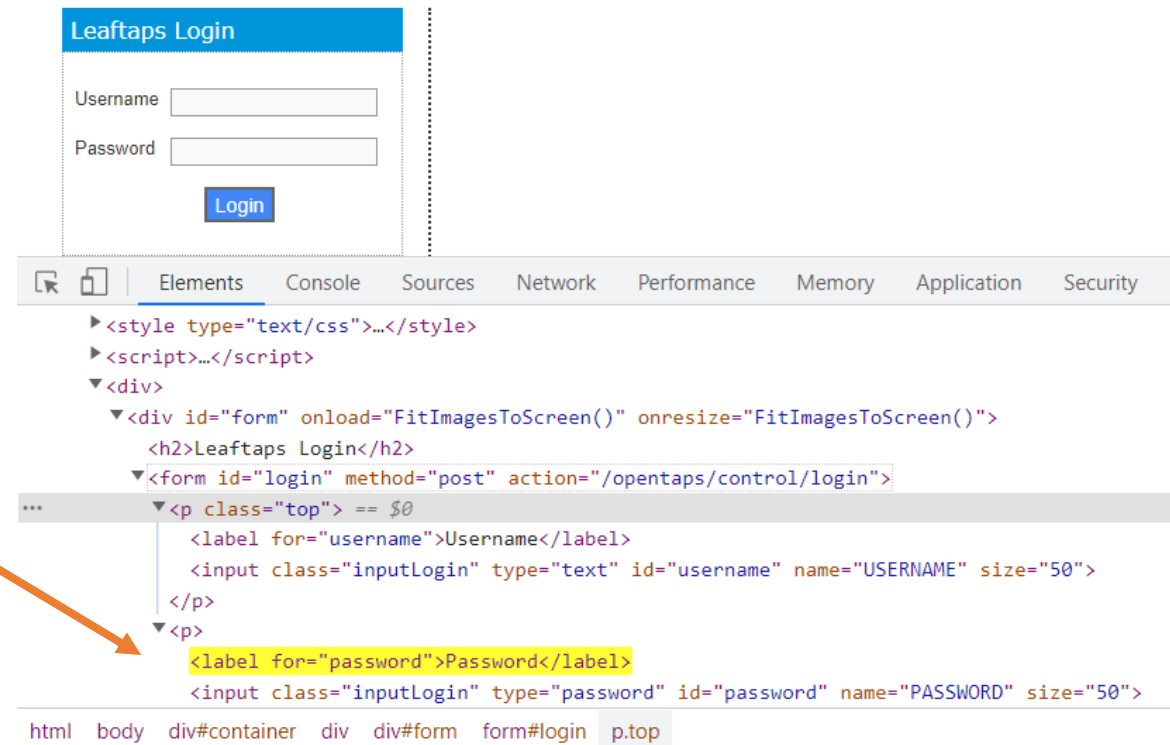 Leaftaps Login
Username
Password
Login
Elements Console Sources Network Performance Memory Application Security
<style type="text/css">…</style>
<script>…</script>
<div>
<div id="form" onload="FitImagesToScreen()" onresize="FitImagesToScreen()">
<h2>Leaftaps Login</h2>
<form id="login" method="post" action="/opentaps/control/login">
<p class="top"> == $0
<label for="username">Username</label>
<input class="inputLogin" type="text" id="username" name="USERNAME" size="50">
</p>
<p>
<label for="password">Password</label>
<input class="inputLogin" type="password" id="password" name="PASSWORD" size="50">
html body div#container div div#form form#login p.top